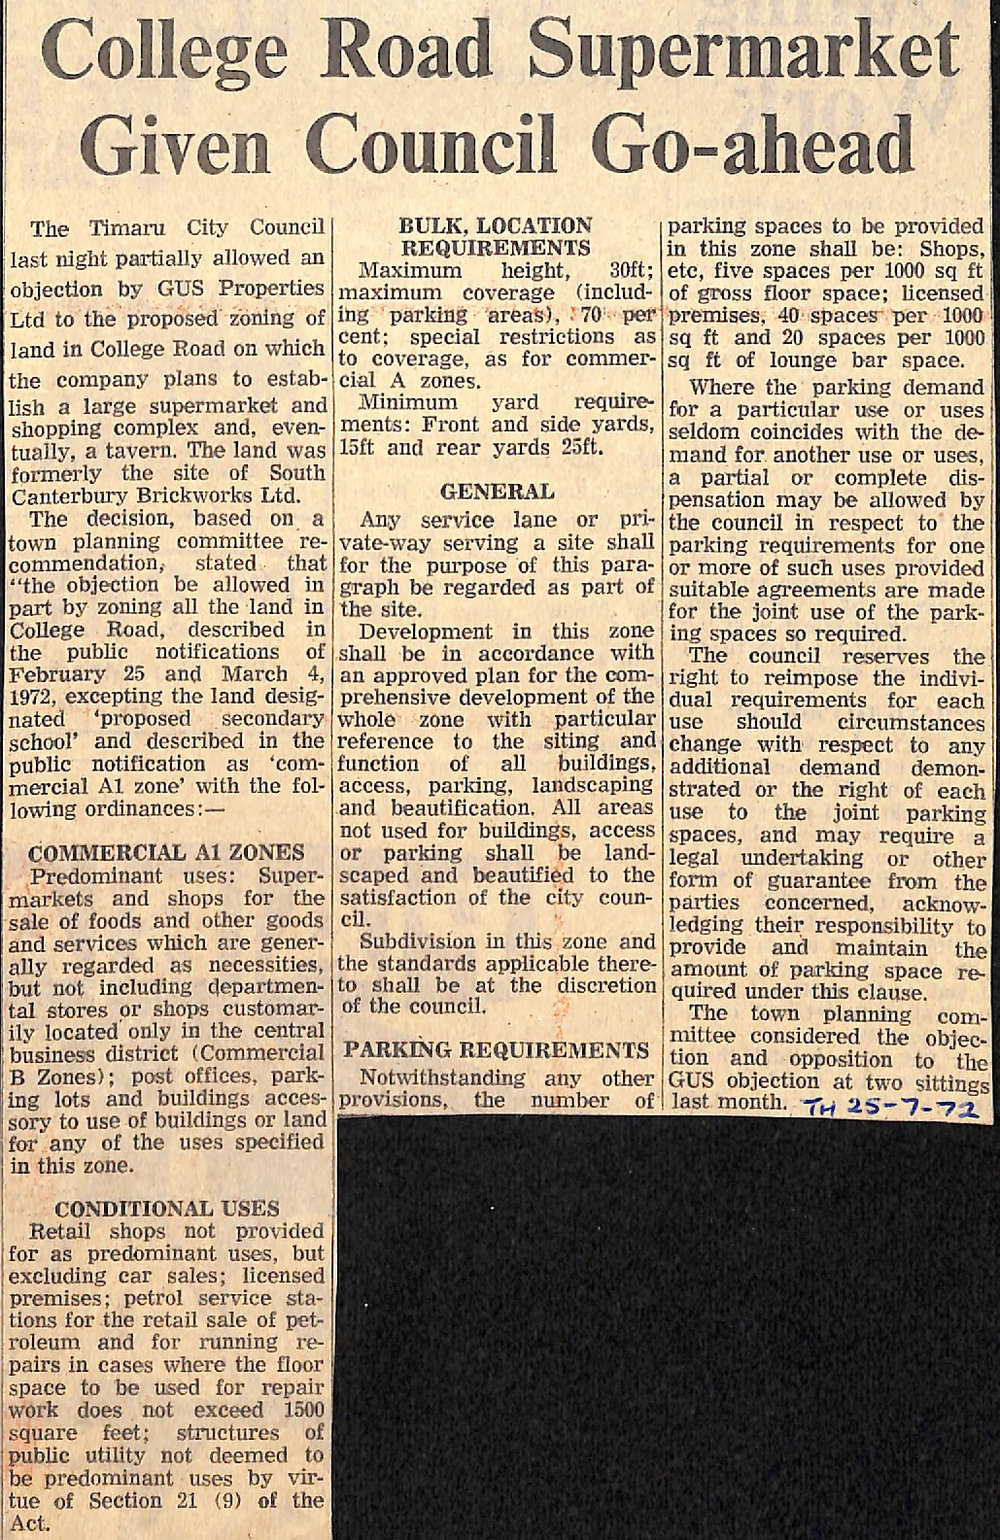 College Road Supermarket
Given Council Go-ahead
The Timaru City Council
last night partially allowed an
objection by GUS Properties
Ltd to the proposed zoning of
land in College Road on which
the company plans to estab-
lish a large supermarket and
shopping complex and, even-
tually, a tavern. The land was
formerly the site of South
Canterbury Brickworks Ltd.
The decision, based on a
town planning committee re-
commendation, stated that
"the objection be allowed in
part by zoning all the land in
College Road, described in
the public notifications of
February 25 and March 4,
1972, excepting the land desig-
nated 'proposed secondary
school' and described in the
public notification as 'com-
mercial A1 zone' with the fol-
lowing ordinances:—
COMMERCIAL A1 ZONES
Predominant uses: Super-
markets and shops for the
sale of foods and other goods
and services which are gener-
ally regarded as necessities,
but not including departmen-
tal stores or shops customar-
ily located only in the central
business district (Commercial
B Zones); post offices, park-
ing lots and buildings acces-
sory to use of buildings or land
for any of the uses specified
in this zone.
CONDITIONAL USES
Retail shops not provided
for as predominant uses, but
excluding car sales; licensed
premises; petrol service sta-
tions for the retail sale of pet-
roleum and for running re-
pairs in cases where the floor
space to be used for repair
work does not exceed 1500
square feet; structures of
public utility not deemed to
be predominant uses by vir-
tue of Section 21 (9) of the
Act.
BULK, LOCATION
REQUIREMENTS
Maximum height, 30ft;
maximum coverage (includ-
ing parking areas), 70 per
cent; special restrictions as
to coverage, as for commer-
cial A zones.
Minimum yard require-
ments: Front and side yards,
15ft and rear yards 25ft.
GENERAL
Any service lane or pri-
vate-way serving a site shall
for the purpose of this para-
graph be regarded as part of
the site.
Development in this zone
shall be in accordance with
an approved plan for the com-
prehensive development of the
whole zone with particular
reference to the siting and
function of all buildings,
access, parking, landscaping
and beautification. All areas
not used for buildings, access
or parking shall be land-
scaped and beautified to the
satisfaction of the city coun-
cil.
Subdivision in this zone and
the standards applicable there-
to shall be at the discretion
of the council.
PARKING REQUIREMENTS
Notwithstanding any other
provisions, the number of
parking spaces to be provided
in this zone shall be: Shops,
etc, five spaces per 1000 sq ft
of gross floor space; licensed
premises, 40 spaces per 1000
sq ft and 20 spaces per 1000
sq ft of lounge bar space.
Where the parking demand
for a particular use or uses
seldom coincides with the de-
mand for another use or uses,
a partial or complete dis-
pensation may be allowed by
the council in respect to the
parking requirements for one
or more of such uses provided
suitable agreements are made
for the joint use of the park-
ing spaces so required.
The council reserves the
right to reimpose the indivi-
dual requirements for each
use should circumstances
change with respect to any
additional demand demon-
strated or the right of each
use to the joint parking
spaces, and may require a
legal undertaking or other
form of guarantee from the
parties concerned, acknow-
ledging their responsibility to
provide and maintain the
amount of parking space re-
quired under this clause.
The town planning com-
mittee considered the objec-
tion and opposition to the
GUS objection at two sittings
last month. TH 25-7-72